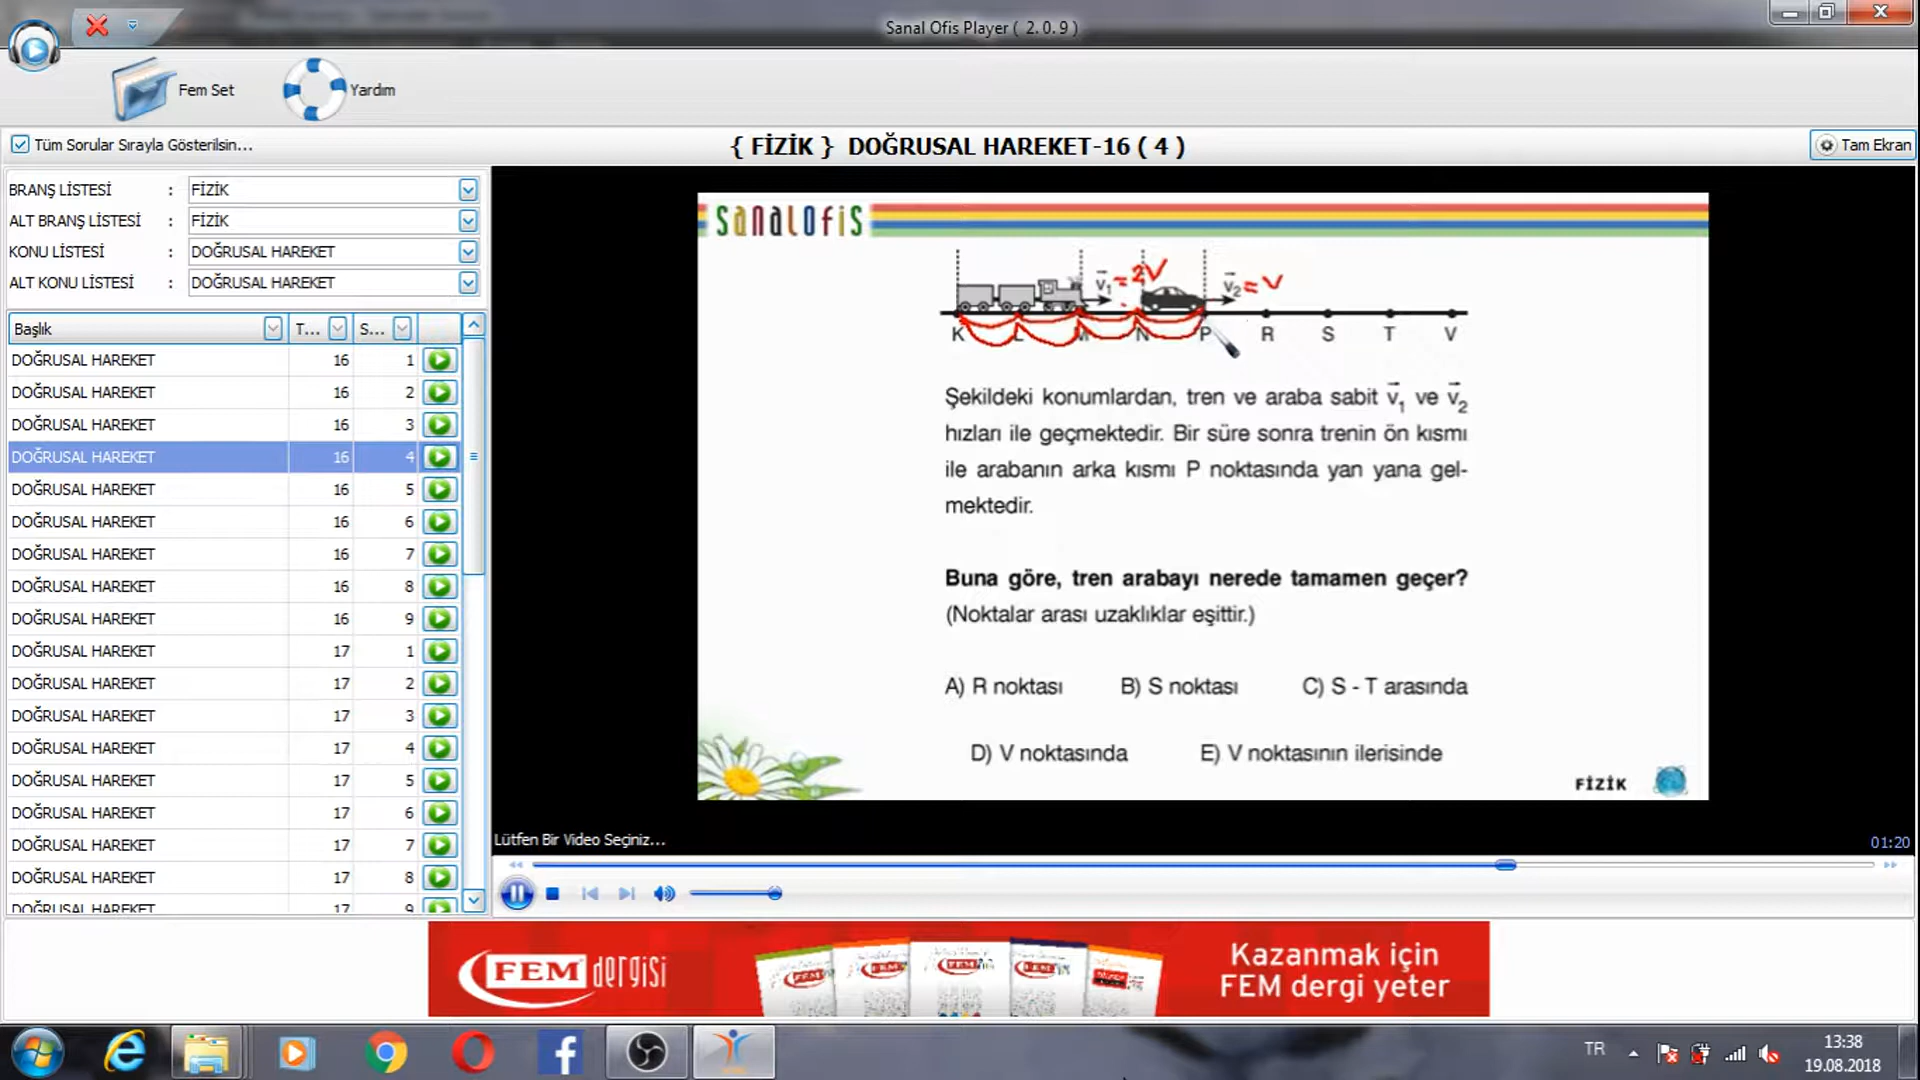 Sanal Ofis Player ( 2.0.9 )
Fem Set
Yardım
Tüm Sorular Sırayla Gösterilsin...
{ FİZİK } DOĞRUSAL HAREKET-16 ( 4 )
Tam Ekran
BRANŞ LİSTESİ : FİZİK
ALT BRANŞ LİSTESİ : FİZİK
KONU LİSTESİ : DOĞRUSAL HAREKET
ALT KONU LİSTESİ : DOĞRUSAL HAREKET
Başlık T... S...
DOĞRUSAL HAREKET 16 1
DOĞRUSAL HAREKET 16 2
DOĞRUSAL HAREKET 16 3
DOĞRUSAL HAREKET 16 4
DOĞRUSAL HAREKET 16 5
DOĞRUSAL HAREKET 16 6
DOĞRUSAL HAREKET 16 7
DOĞRUSAL HAREKET 16 8
DOĞRUSAL HAREKET 16 9
DOĞRUSAL HAREKET 17 1
DOĞRUSAL HAREKET 17 2
DOĞRUSAL HAREKET 17 3
DOĞRUSAL HAREKET 17 4
DOĞRUSAL HAREKET 17 5
DOĞRUSAL HAREKET 17 6
DOĞRUSAL HAREKET 17 7
DOĞRUSAL HAREKET 17 8
DOĞRUSAL HAREKET 17 9
sanalofis
v₁ = 2V v₂ = V
K L M N P R S T V
Şekildeki konumlardan, tren ve araba sabit v₁ ve v₂
hızları ile geçmektedir. Bir süre sonra trenin ön kısmı
ile arabanın arka kısmı P noktasında yan yana gel-
mektedir.
Buna göre, tren arabayı nerede tamamen geçer?
(Noktalar arası uzaklıklar eşittir.)
A) R noktası B) S noktası C) S - T arasında
D) V noktasında E) V noktasının ilerisinde
FİZİK
Lütfen Bir Video Seçiniz...
01:20
FEM dergisi
Kazanmak için
FEM dergi yeter
TR
13:38
19.08.2018